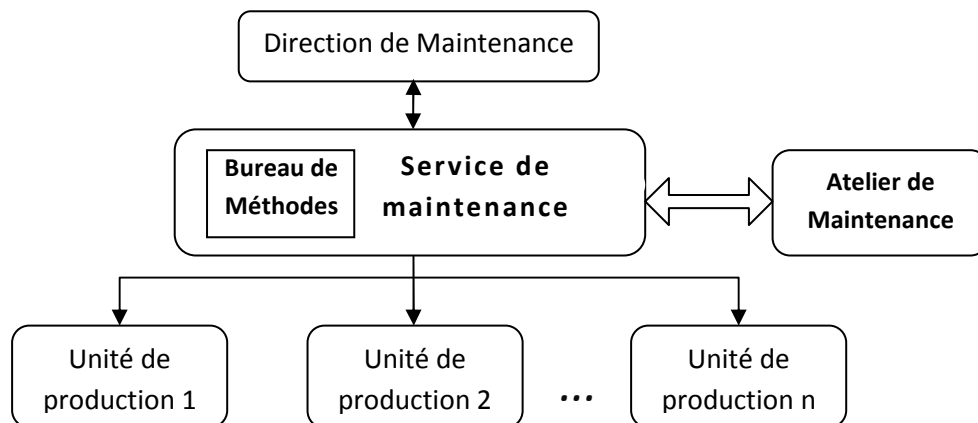 Direction de Maintenance
Bureau de
Méthodes
Service de
maintenance
Atelier de
Maintenance
Unité de
production 1
Unité de
production 2
...
Unité de
production n